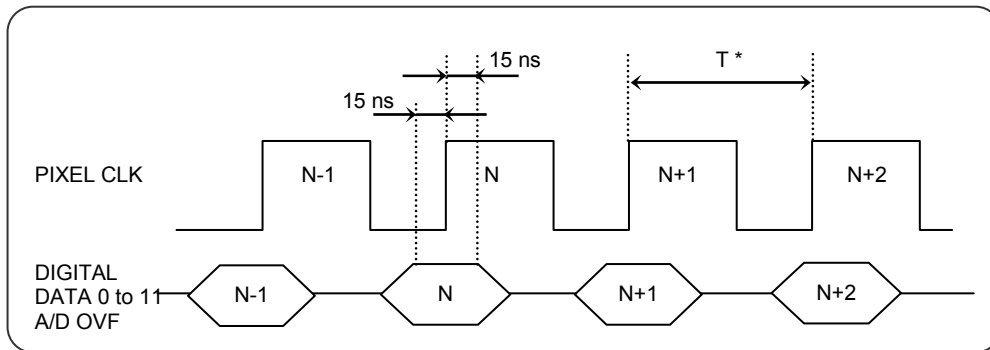 15 ns
T *
15 ns
PIXEL CLK
N-1
N
N+1
N+2
DIGITAL
DATA 0 to 11
A/D OVF
N-1
N
N+1
N+2